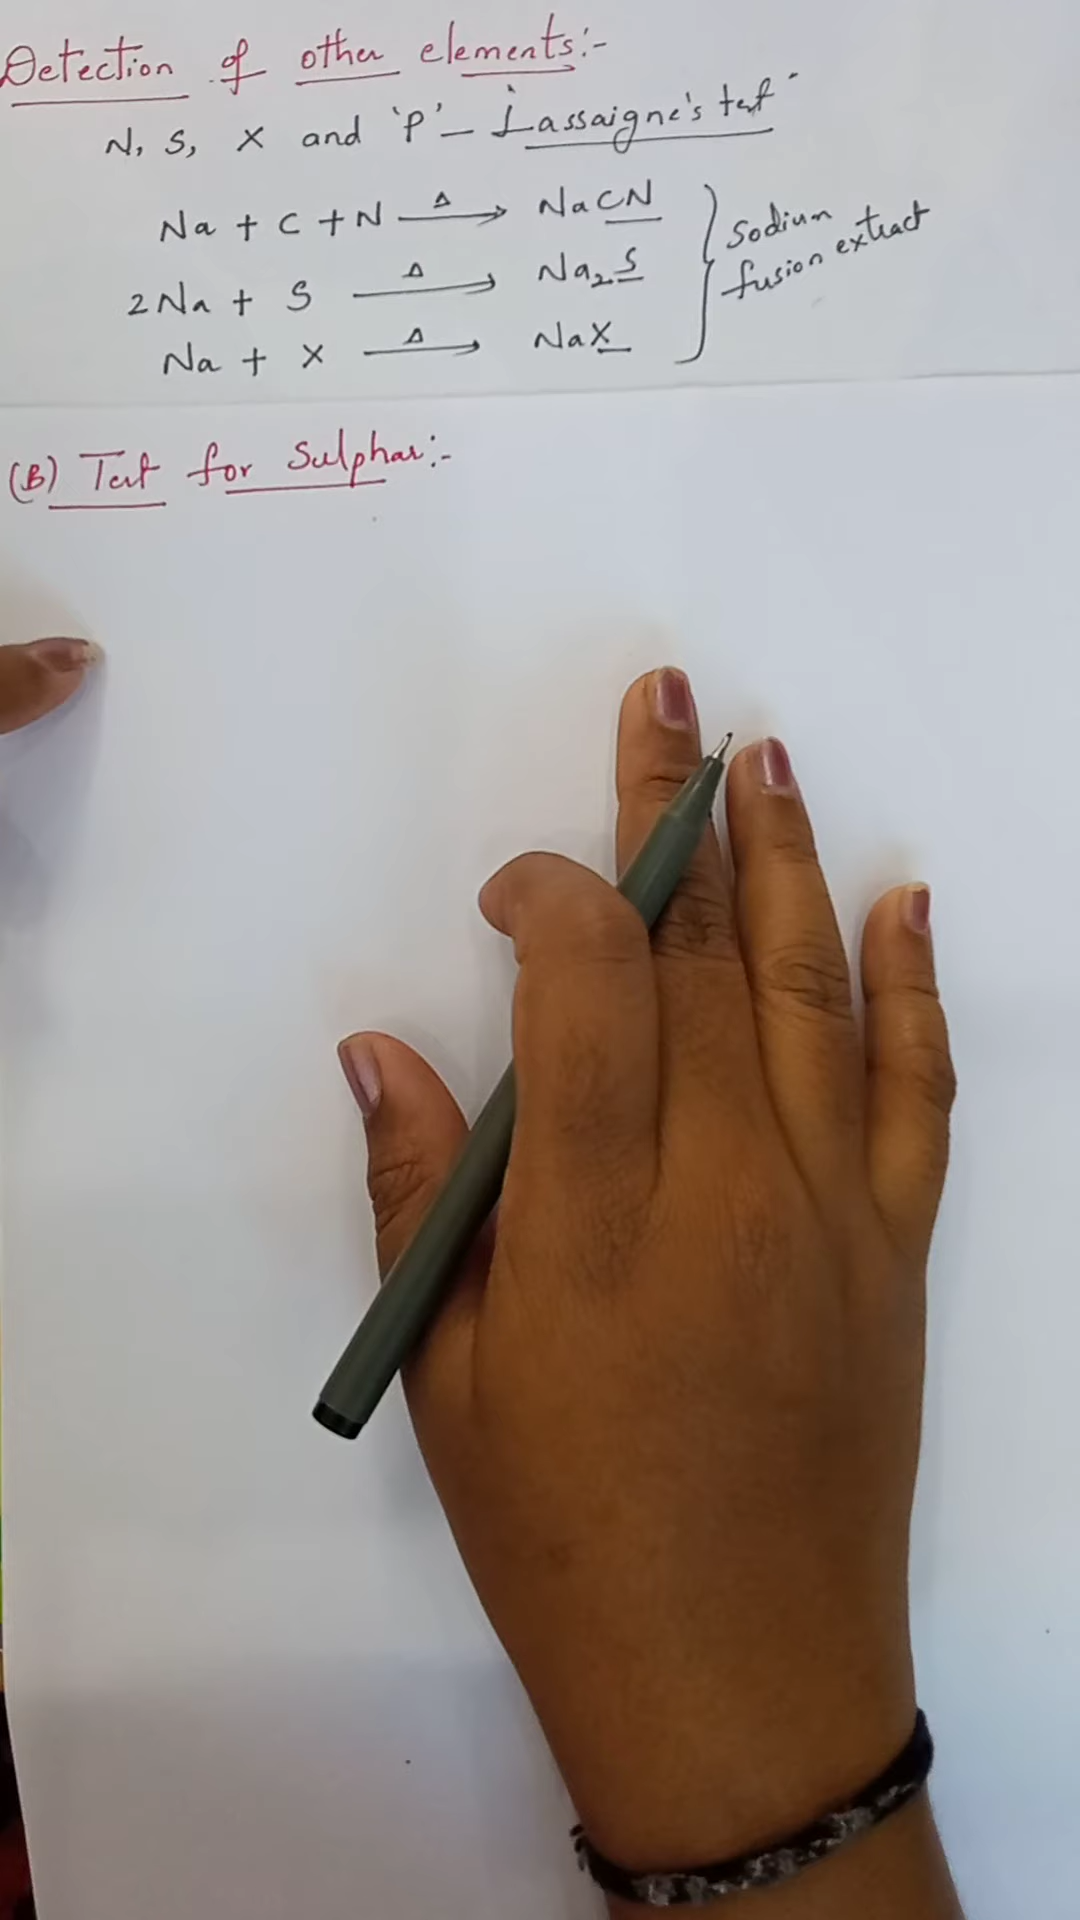 Detection of other elements:-
N, S, X and 'P' - Lassaigne's test
Na + C + N —Δ→ NaCN
2Na + S —Δ→ Na₂S
Na + X —Δ→ NaX
Sodium
fusion extract
(B) Test for Sulphur:-